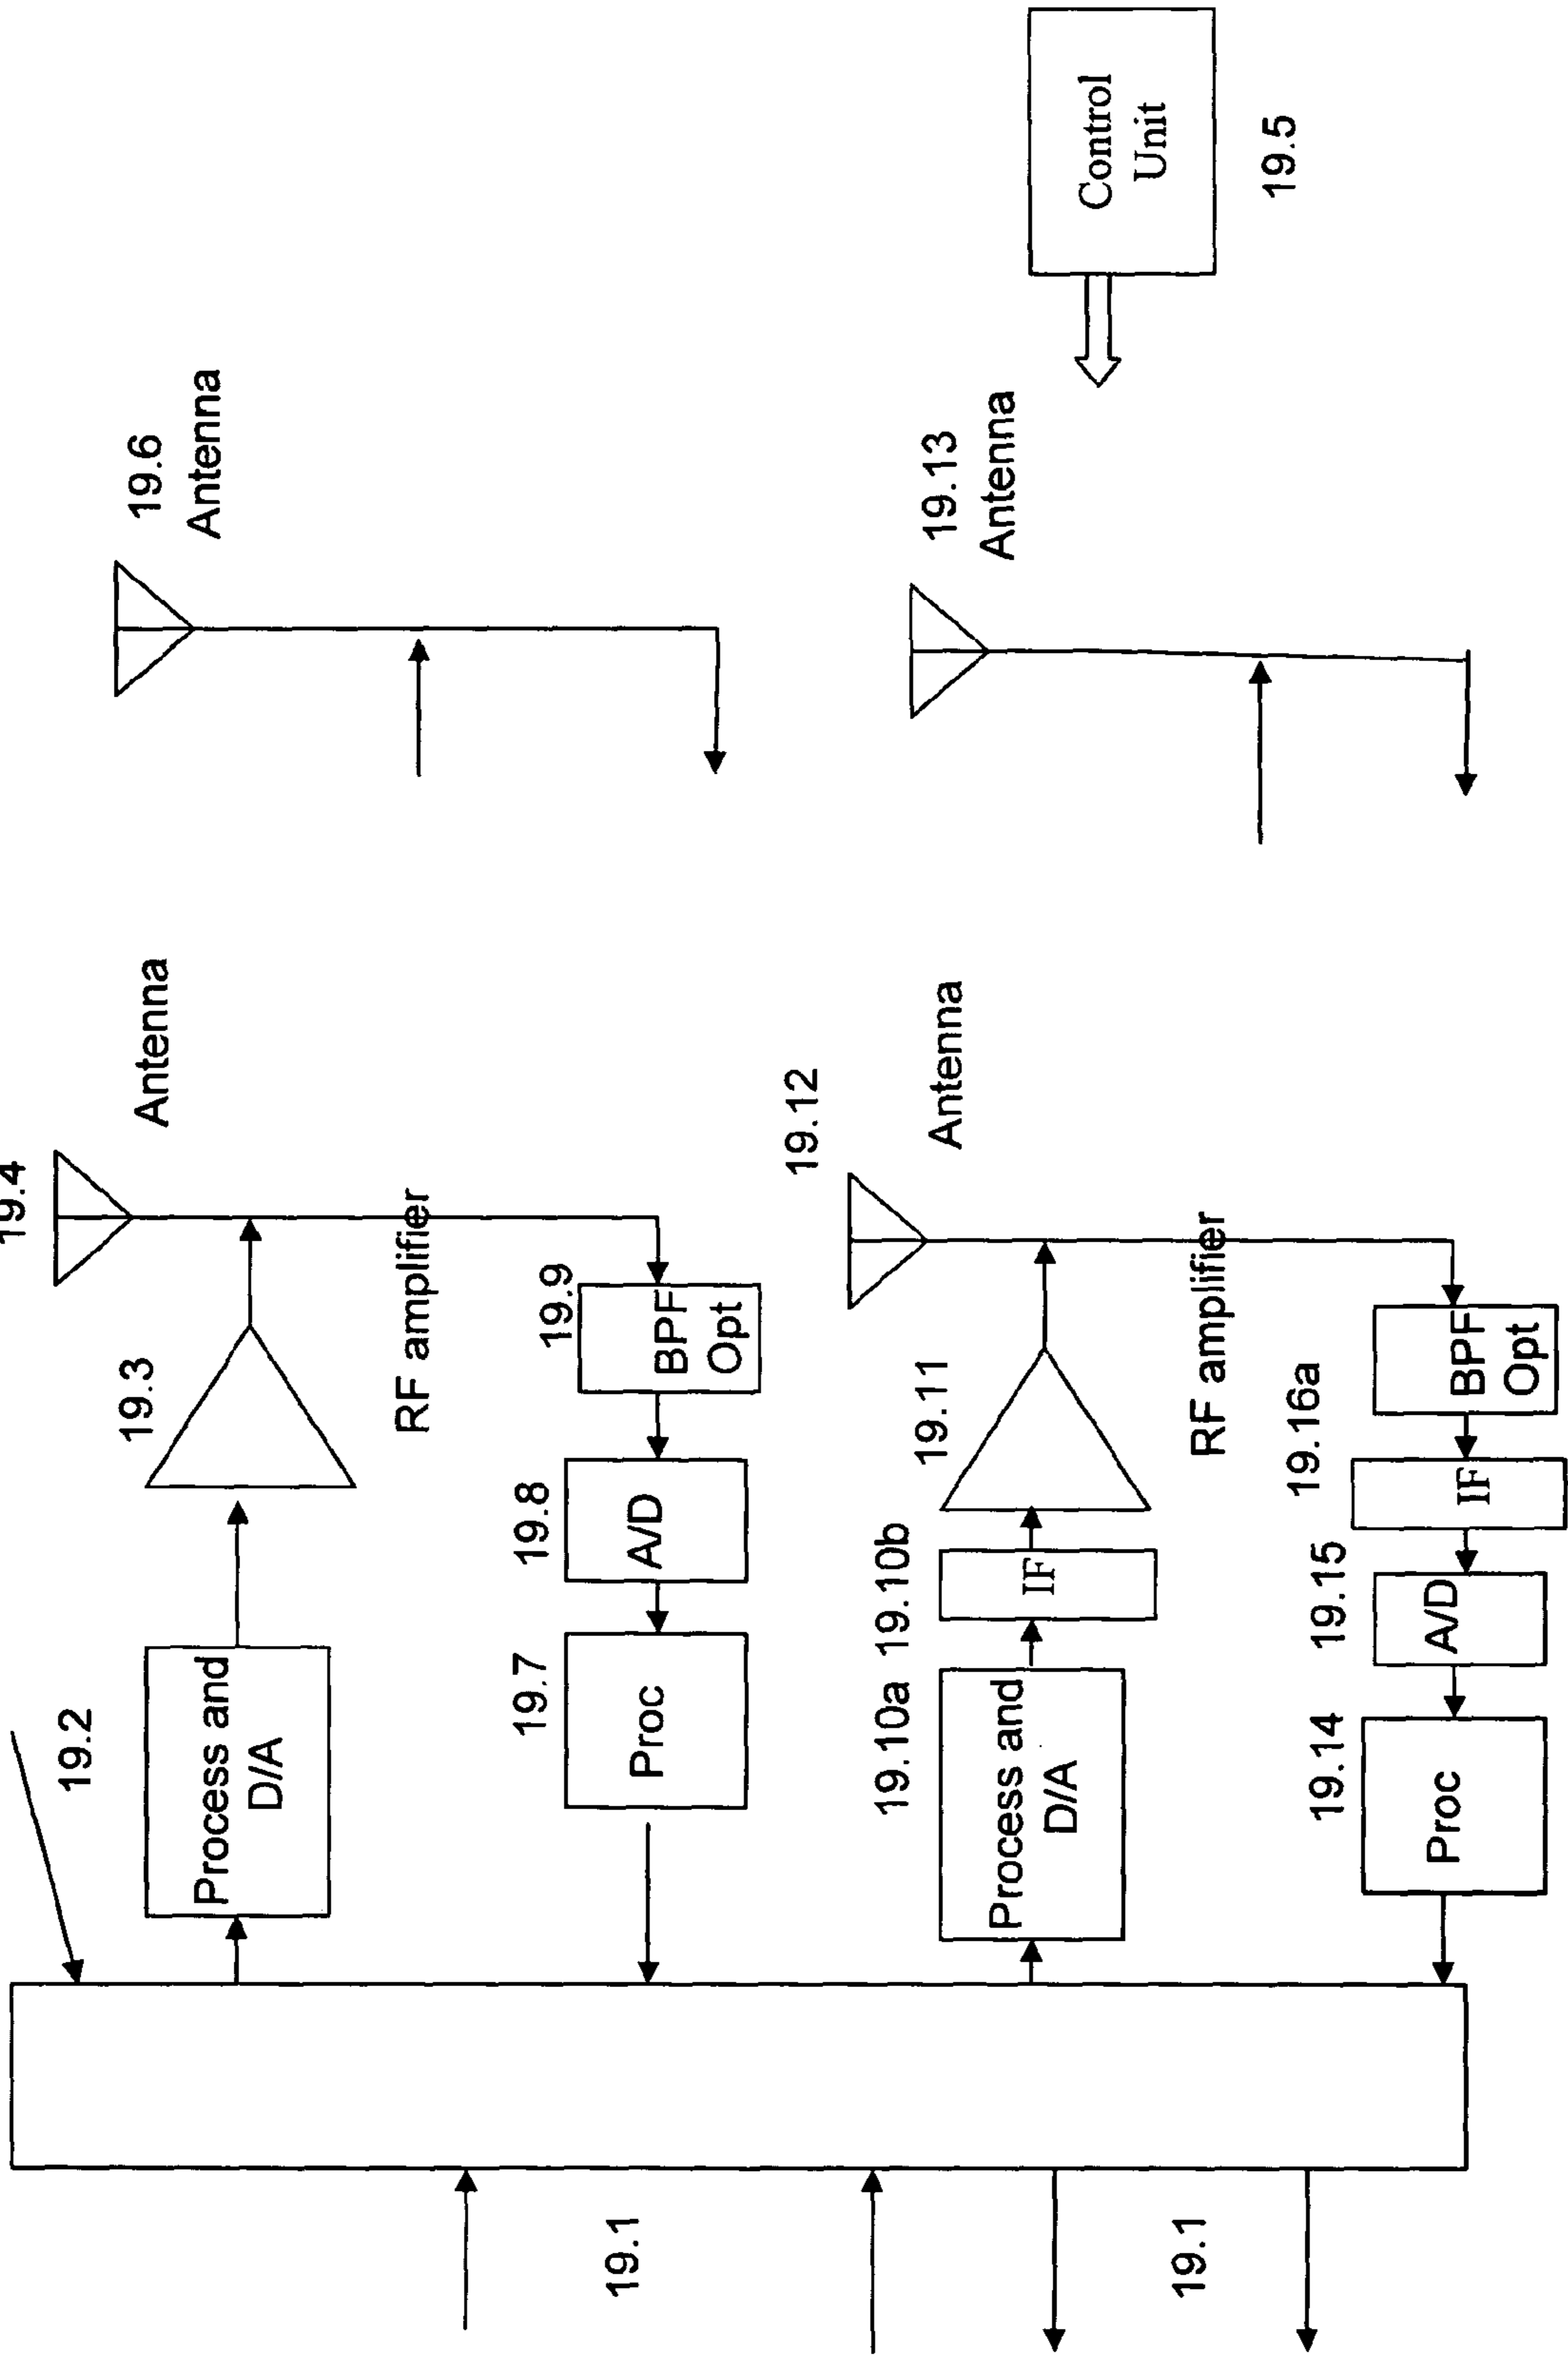 19.4
Antenna
19.6
Antenna
19.2
Process and
D/A
19.3
RF amplifier
19.7
Proc
19.8
A/D
19.9
BPF
Opt
19.12
Antenna
19.13
Antenna
Control
Unit
19.5
19.10a
Process and
D/A
19.10b
IF
19.11
RF amplifier
19.14
Proc
19.15
A/D
19.16a
IF
BPF
Opt
19.1
19.1